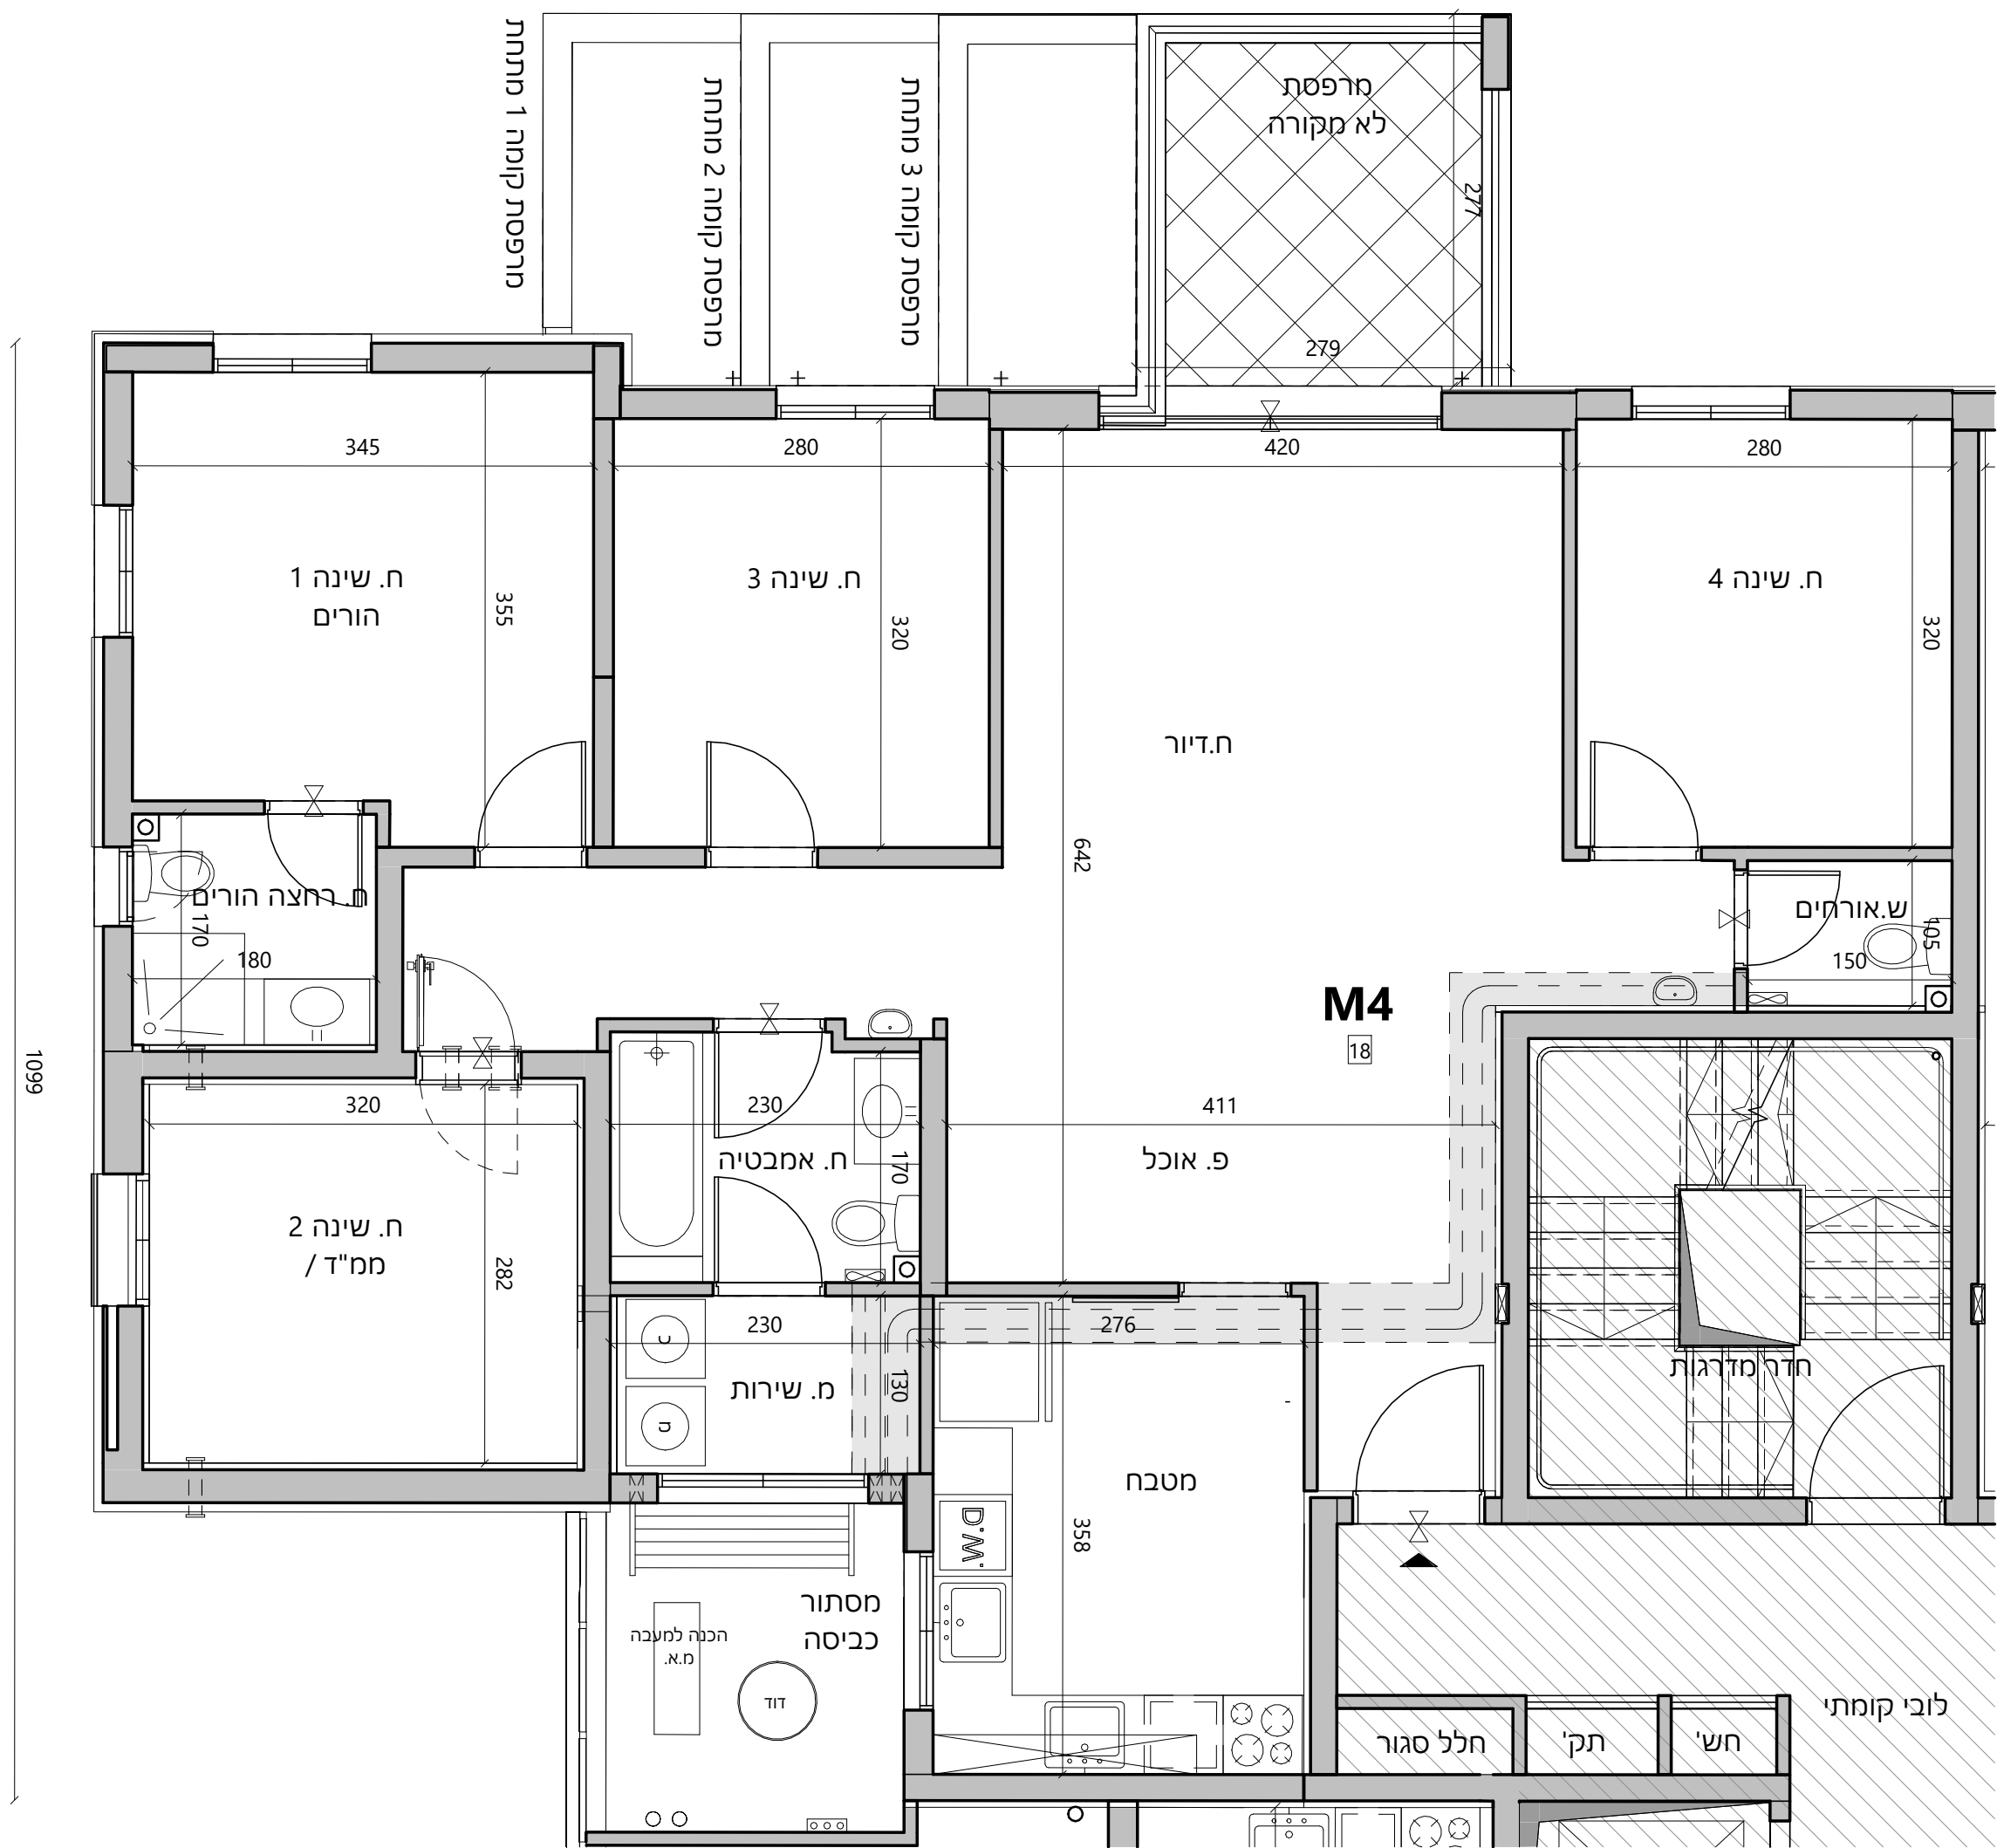 מרפסת קומה 1 מתחת
מרפסת קומה 2 מתחת
מרפסת קומה 3 מתחת
מרפסת
לא מקורה
277
279
345
280
420
280
ח. שינה 1
הורים
355
ח. שינה 3
320
ח.דיור
642
ח. שינה 4
320
ח. רחצה הורים
170
180
ש.אורחים
105
150
M4
18
1099
320
ח. שינה 2
/ ממ"ד
282
230
ח. אמבטיה
170
411
פ. אוכל
230
כ
מ. שירות
130
מ
276
מטבח
358
ד.מ.
חדר מדרגות
מסתור
כביסה
הכנה למעבה
מ.א.
דוד
לובי קומתי
חלל סגור
תק'
חש'